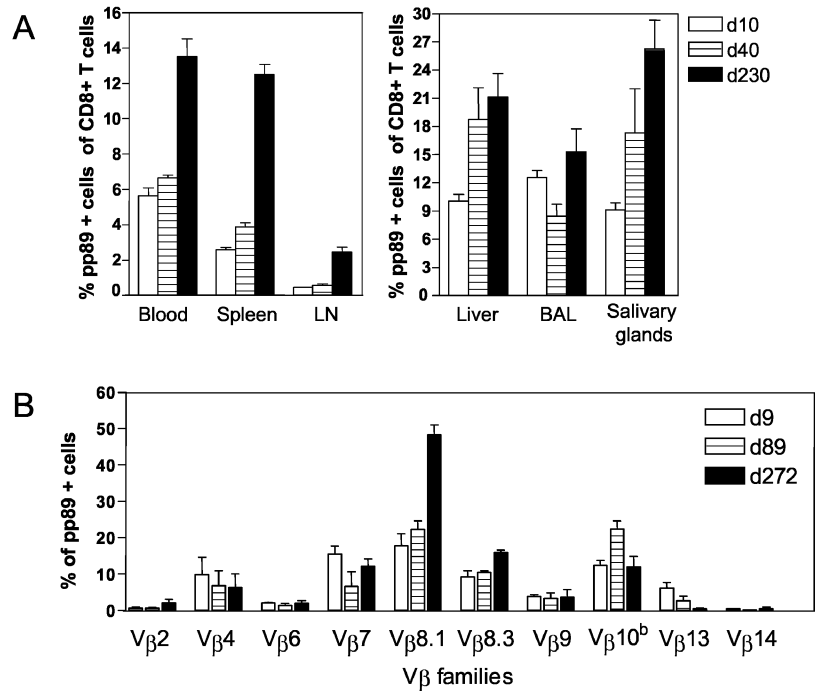 A
% pp89 + cells of CD8+ T cells
16
14
12
10
8
6
4
2
0
Blood Spleen LN
% pp89 + cells of CD8+ T cells
30
27
24
21
18
15
12
9
6
3
0
Liver BAL Salivary
glands
d10
d40
d230
B
% of pp89 + cells
60
50
40
30
20
10
0
d9
d89
d272
Vβ2 Vβ4 Vβ6 Vβ7 Vβ8.1 Vβ8.3 Vβ9 Vβ10b Vβ13 Vβ14
Vβ families